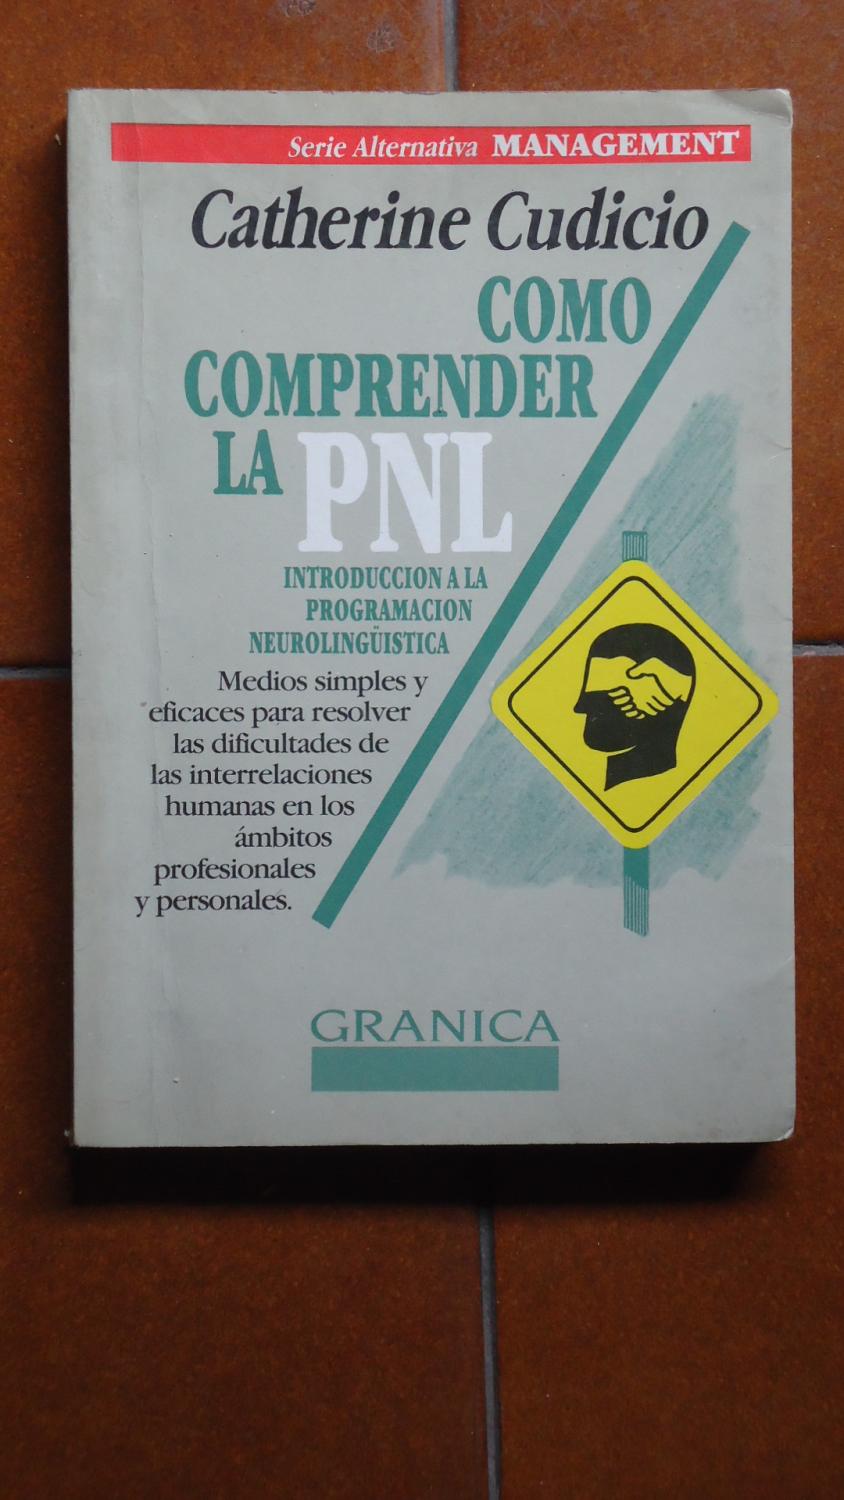 Serie Alternativa MANAGEMENT
Catherine Cudicio
COMO
COMPRENDER
LA PNL
INTRODUCCION A LA
PROGRAMACION
NEUROLINGÜISTICA
Medios simples y
eficaces para resolver
las dificultades de
las interrelaciones
humanas en los
ámbitos
profesionales
y personales.
GRANICA